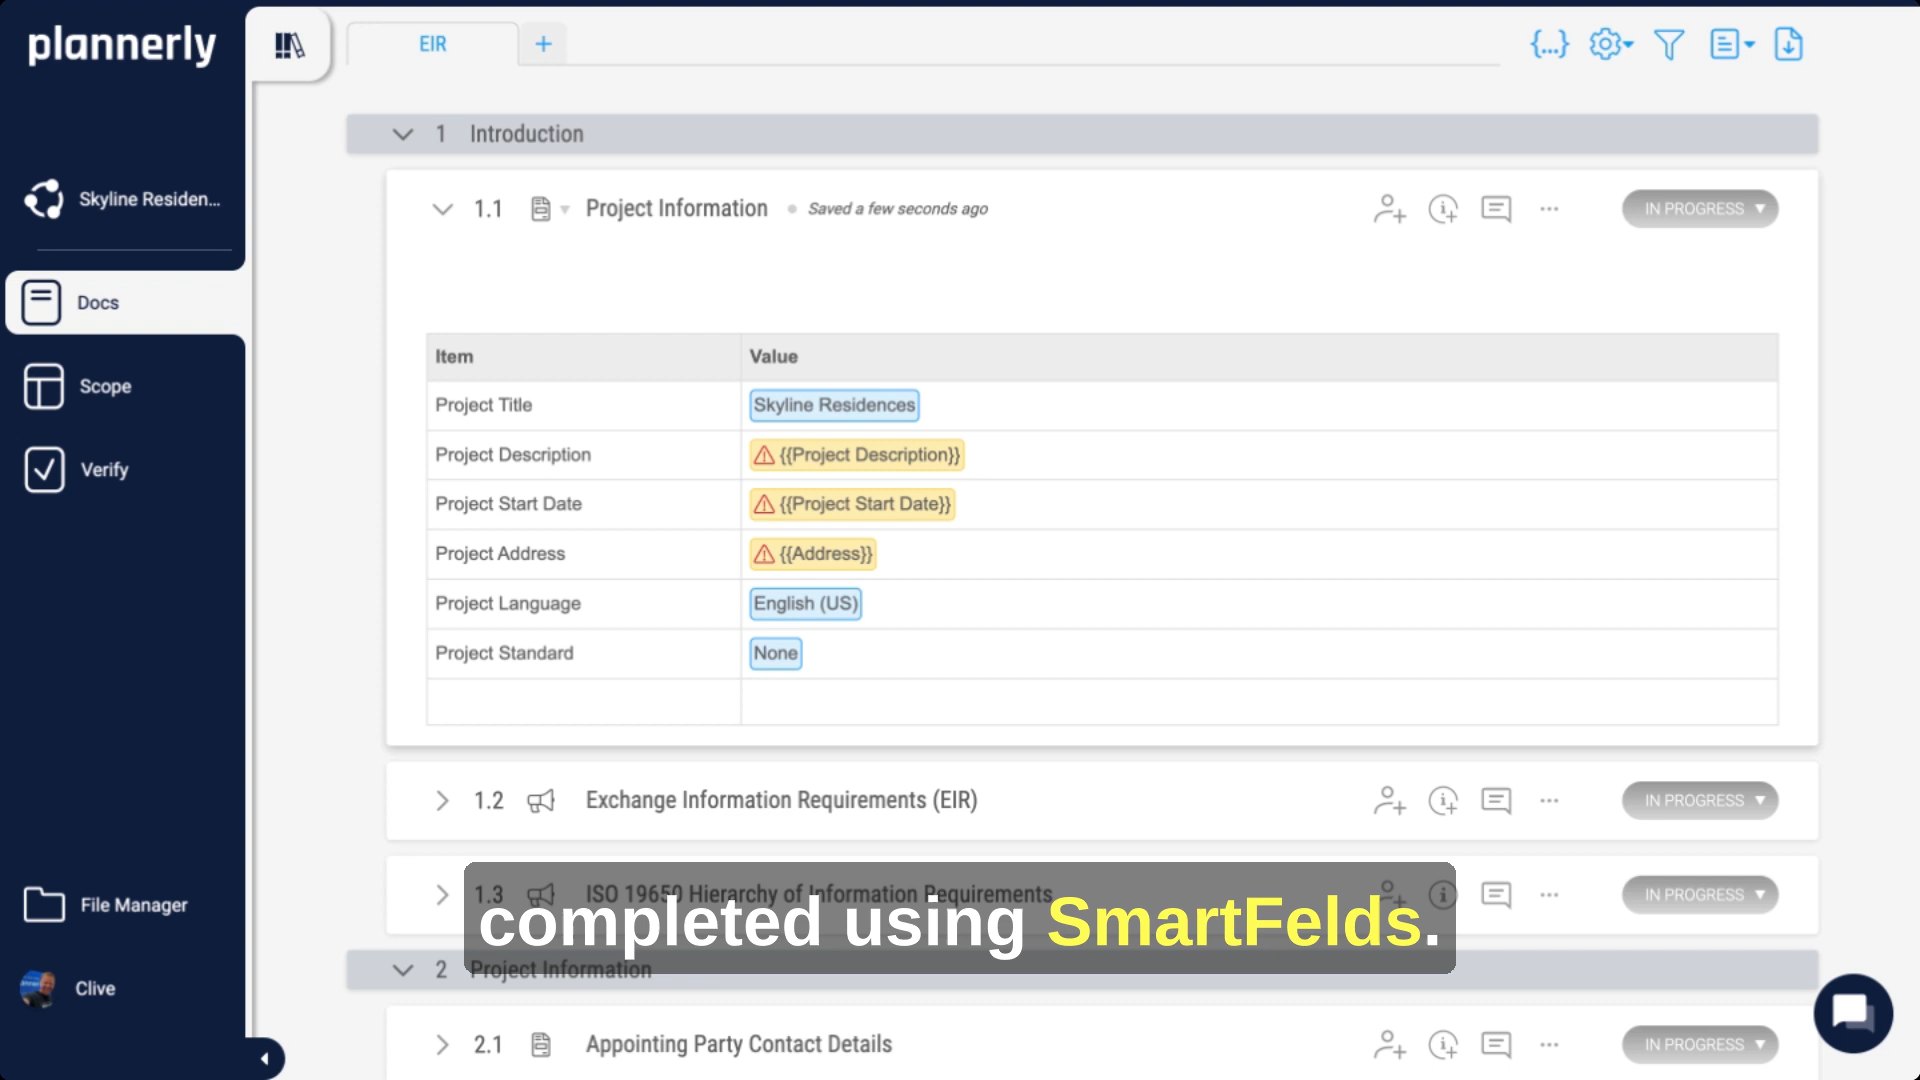 plannerly
EIR
+
{...}
Skyline Residen...
Docs
Scope
Verify
File Manager
Clive
1 Introduction
1.1 Project Information Saved a few seconds ago ... IN PROGRESS
Item Value
Project Title Skyline Residences
Project Description {{Project Description}}
Project Start Date {{Project Start Date}}
Project Address {{Address}}
Project Language English (US)
Project Standard None
1.2 Exchange Information Requirements (EIR) ... IN PROGRESS
1.3 ISO 19650 Hierarchy of Information Requirements ... IN PROGRESS
completed using SmartFelds.
2 Project Information
2.1 Appointing Party Contact Details ... IN PROGRESS